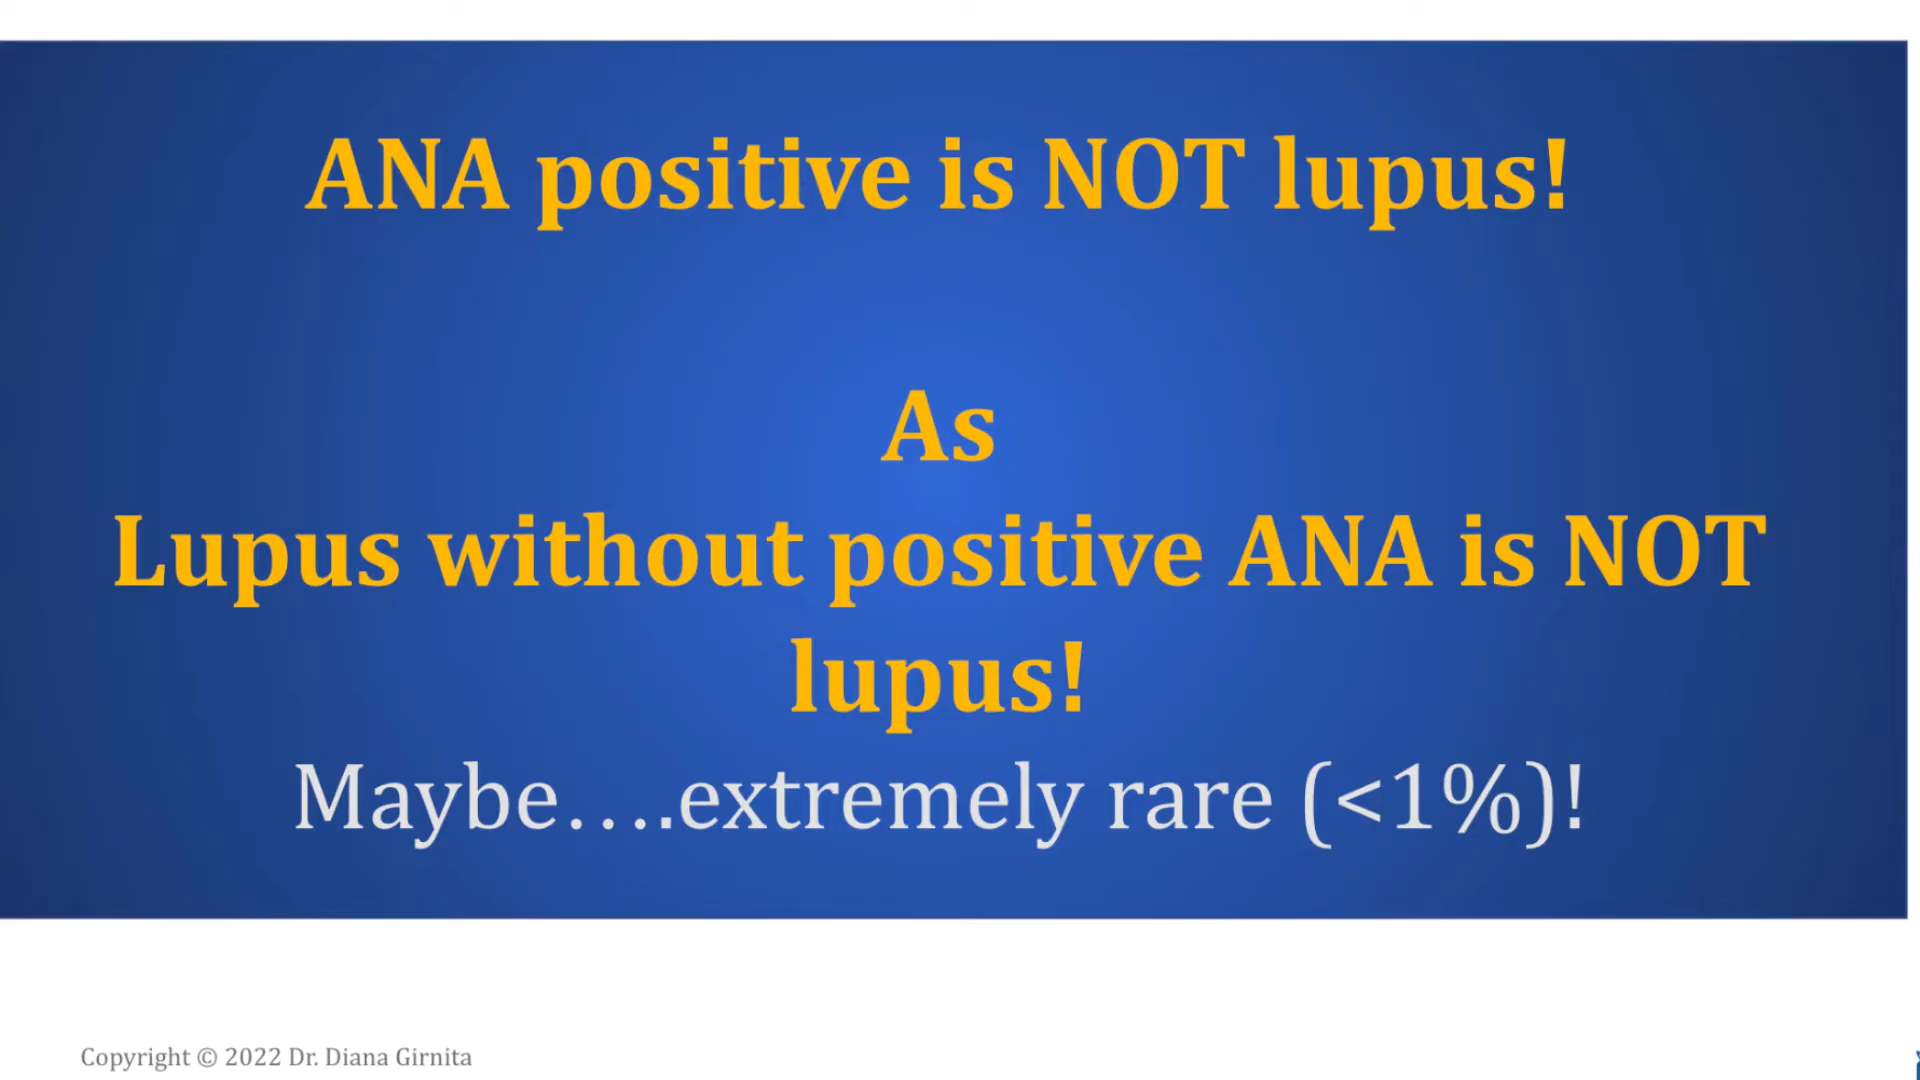 ANA positive is NOT lupus!
As
Lupus without positive ANA is NOT
lupus!
Maybe….extremely rare (<1%)!
Copyright © 2022 Dr. Diana Girnita